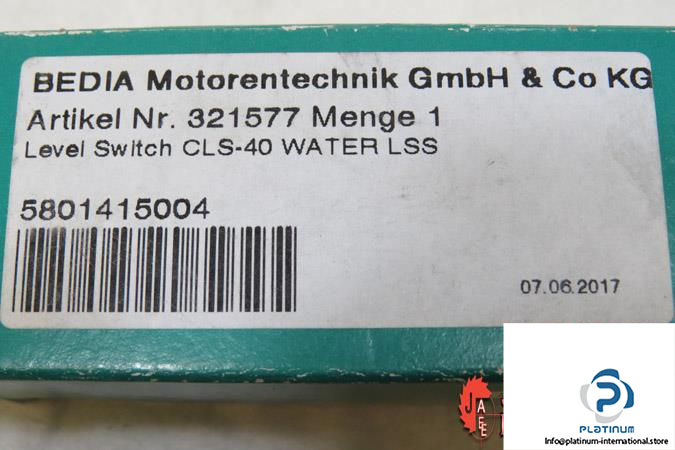 BEDIA Motorentechnik GmbH & Co KG
Artikel Nr. 321577 Menge 1
Level Switch CLS-40 WATER LSS
5801415004
07.06.2017
JAEE
PLATINUM
Info@platinum-international.store